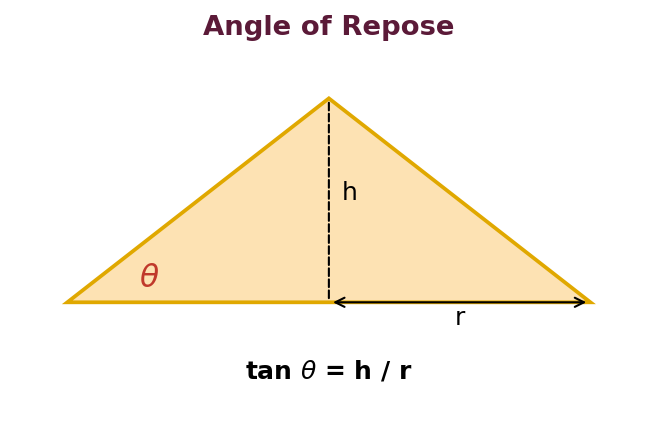 Angle of Repose
h
θ
r
tan θ = h / r